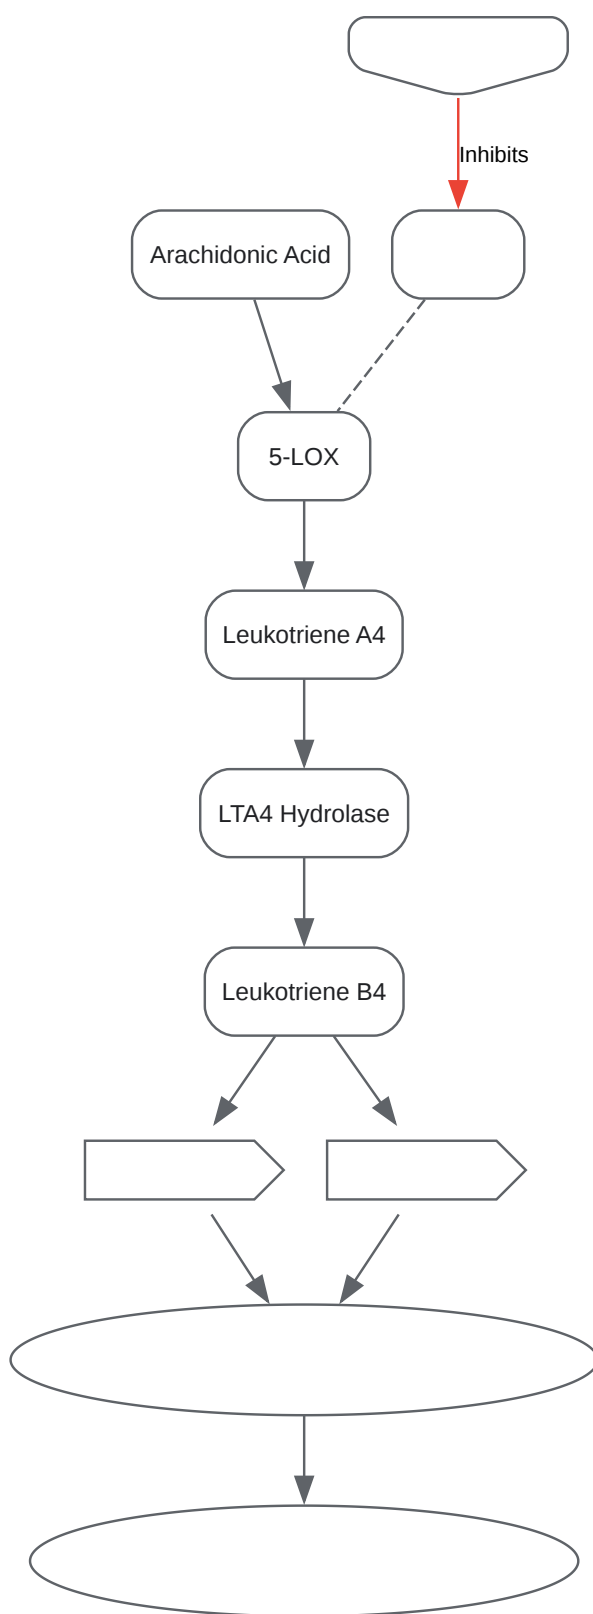 Inhibits
Arachidonic Acid
5-LOX
Leukotriene A4
LTA4 Hydrolase
Leukotriene B4